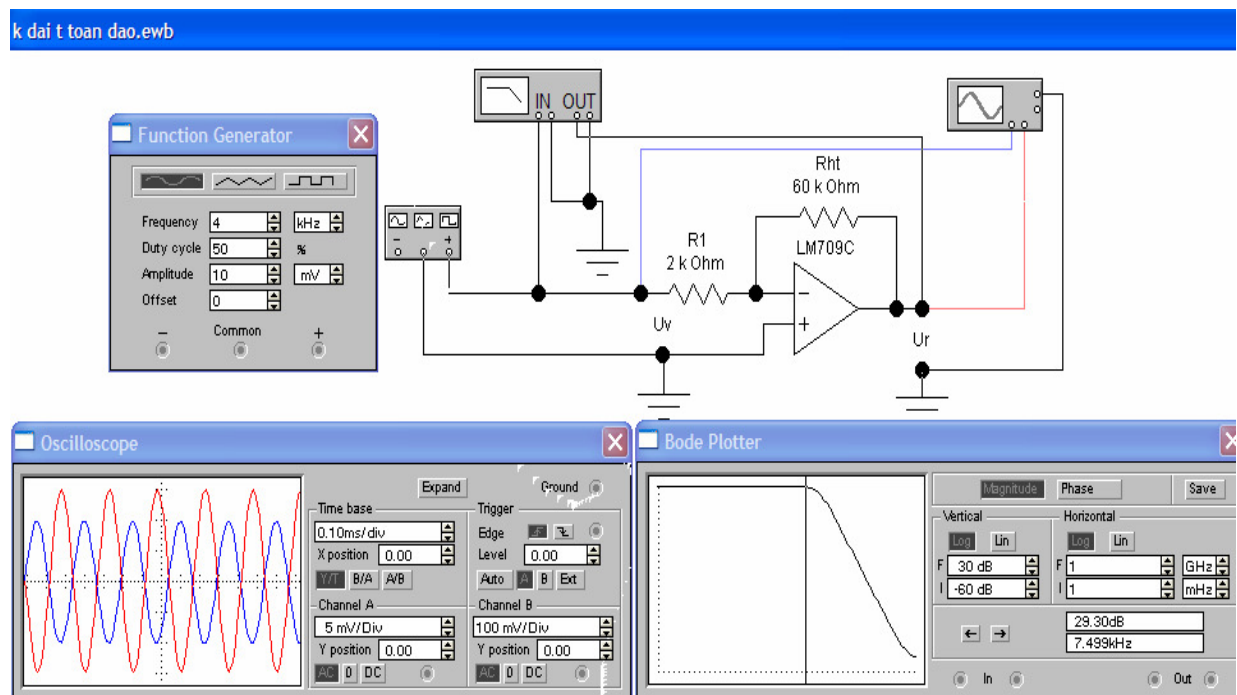 k dai t toan dao.ewb
IN OUT
Function Generator
Frequency 4 kHz
Duty cycle 50 %
Amplitude 10 mV
Offset 0
− Common +
− +
Rht
60 k Ohm
R1
2 k Ohm
LM709C
−
+
Uv
Ur
Oscilloscope
Expand
Ground
Time base
0.10ms/div
X position 0.00
Y/T B/A A/B
Trigger
Edge
Level 0.00
Auto A B Ext
Channel A
5 mV/Div
Y position 0.00
AC 0 DC
Channel B
100 mV/Div
Y position 0.00
AC 0 DC
Bode Plotter
Magnitude Phase Save
Vertical
Log Lin
F 30 dB
I -60 dB
Horizontal
Log Lin
F 1 GHz
I 1 mHz
← →
29.30dB
7.499kHz
In Out